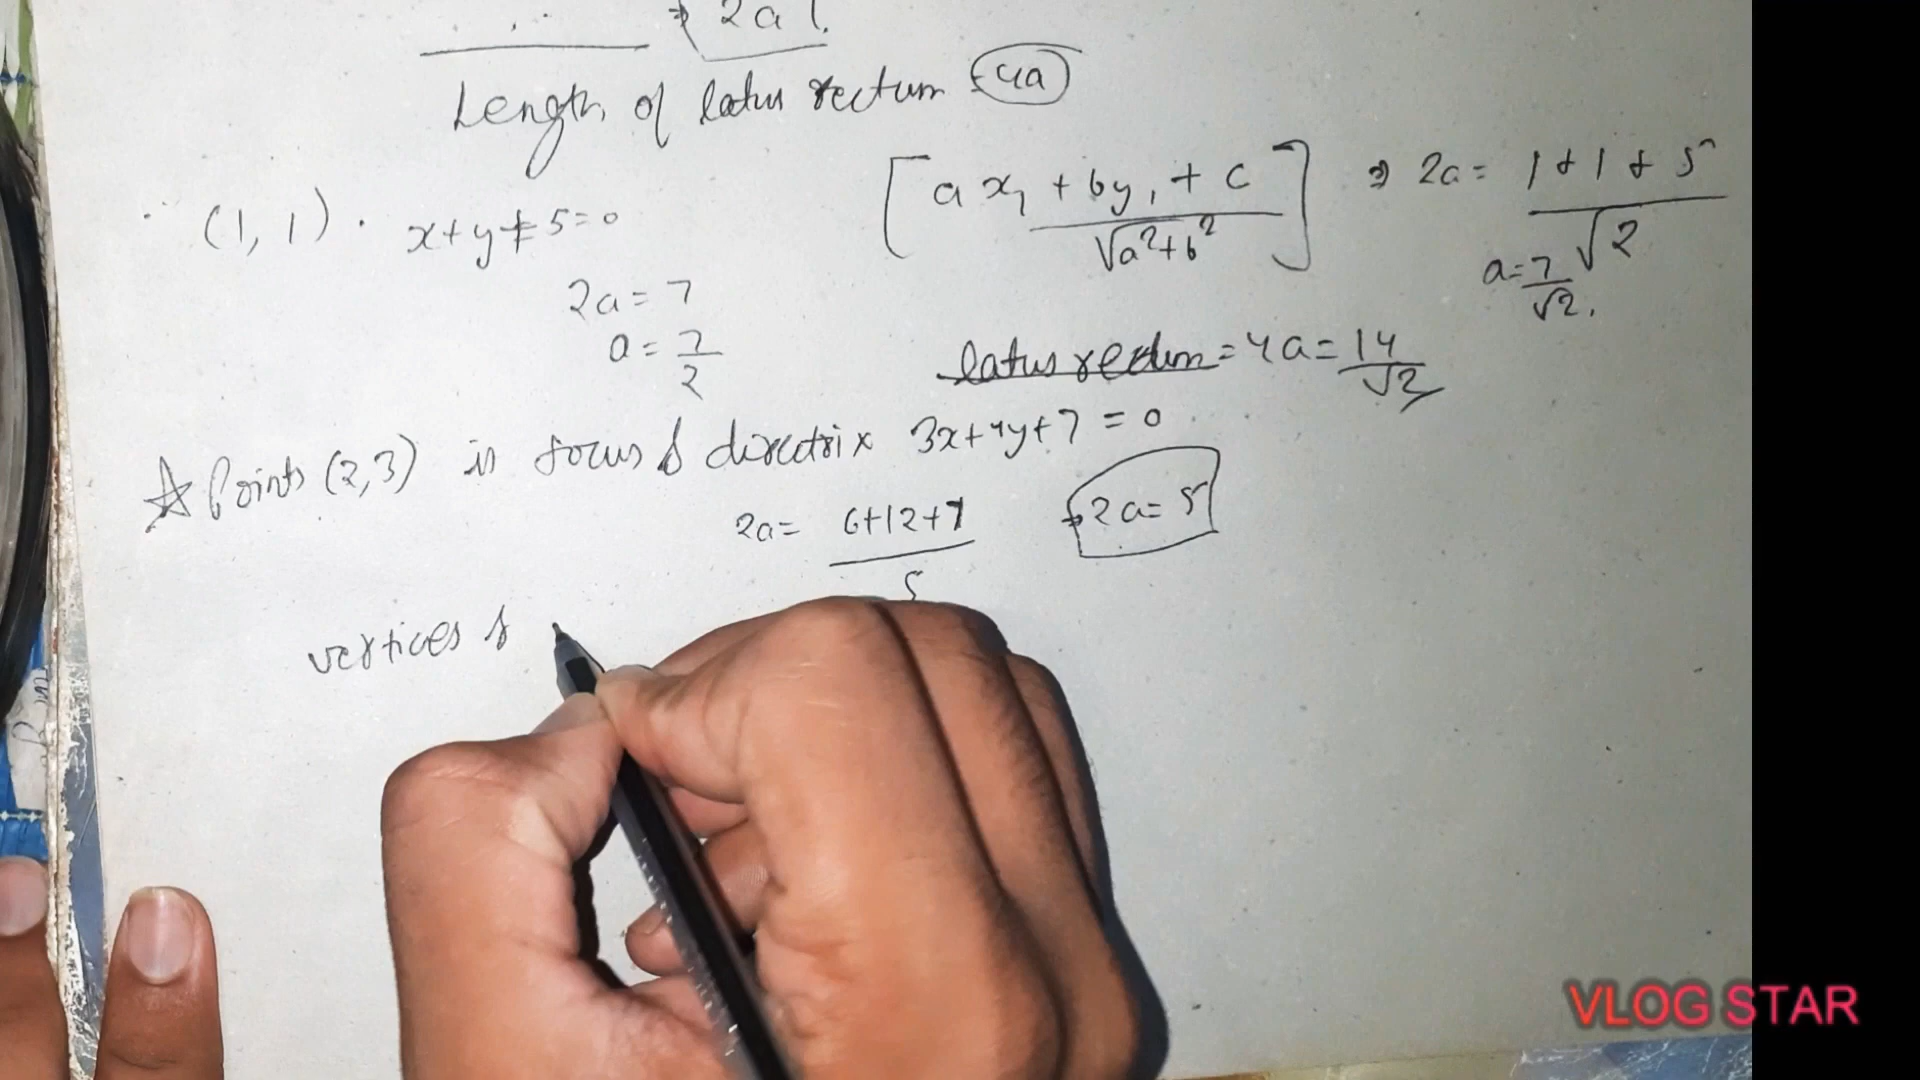 ⇒ 2a
Length of latus rectum = 4a
∵ (1, 1) . x+y+5=0
[ax₁ + by₁ + c / √a²+b²] ⇒ 2a = 1+1+5 / √2
2a = 7
a = 7/√2.
a = 7/2
latus rectum = 4a = 14/√2
☆ Points (2,3) is focus & directrix 3x+4y+7 = 0
2a = 6+12+7 / 5 ⇒ 2a = 5
vertices &
VLOG STAR